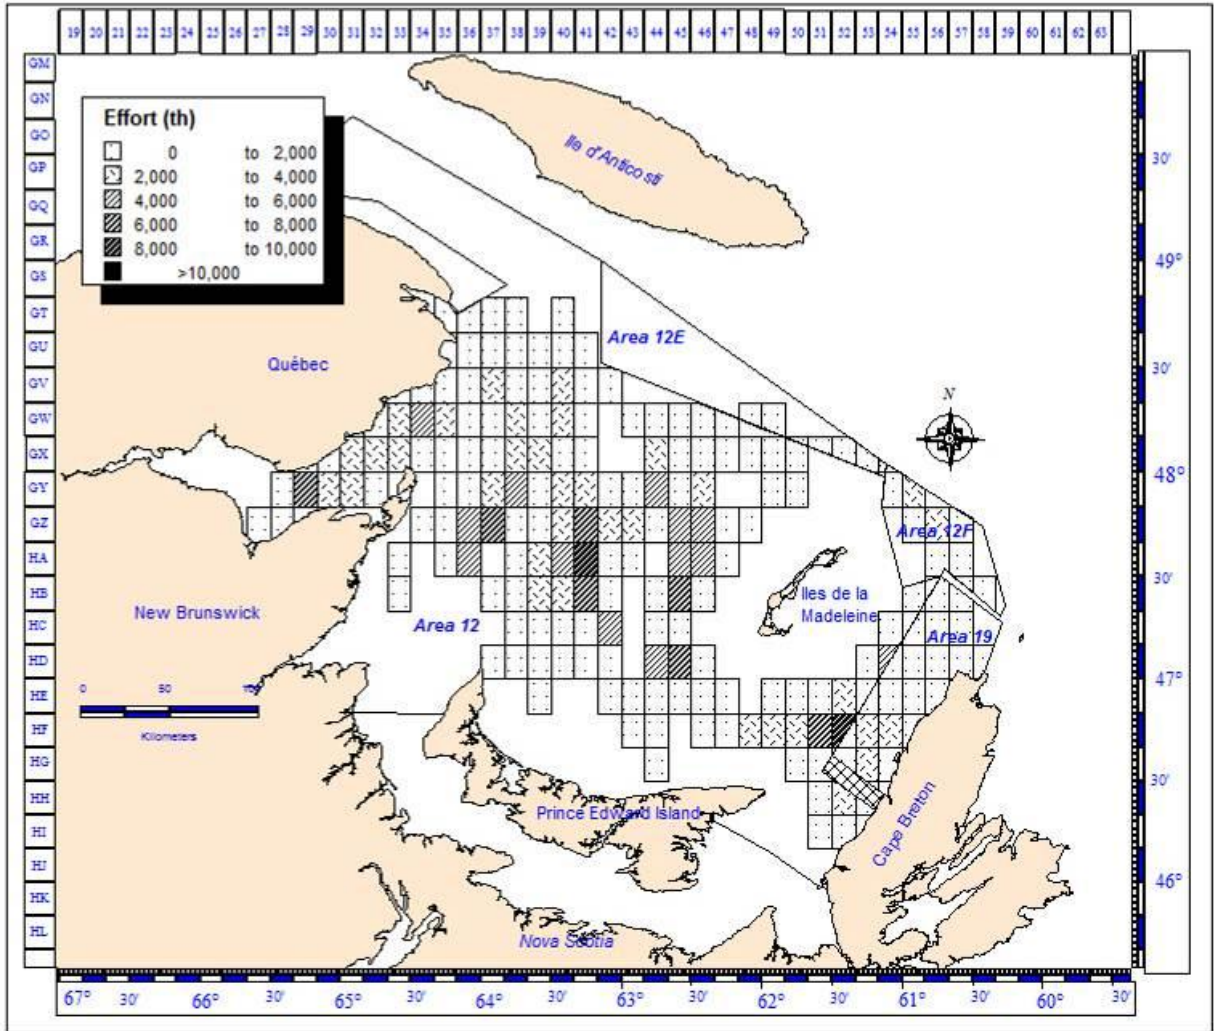 19 20 21 22 23 24 25 26 27 28 29 30 31 32 33 34 35 36 37 38 39 40 41 42 43 44 45 46 47 48 49 50 51 52 53 54 55 56 57 58 59 60 61 62 63
GM
GN
GO
GP
GQ
GR
GS
GT
GU
GV
GW
GX
GY
GZ
HA
HB
HC
HD
HE
HF
HG
HH
HI
HJ
HK
HL
Effort (th)
0 to 2,000
2,000 to 4,000
4,000 to 6,000
6,000 to 8,000
8,000 to 10,000
>10,000
Ile d'Anticosti
Area 12E
Québec
N
Area 12F
Iles de la
Madeleine
New Brunswick
Area 12
Area 19
0 50
Kilometers
Prince Edward Island
Cape Breton
Nova Scotia
30'
49°
30'
48°
30'
47°
30'
46°
67° 30' 66° 30' 65° 30' 64° 30' 63° 30' 62° 30' 61° 30' 60° 30'